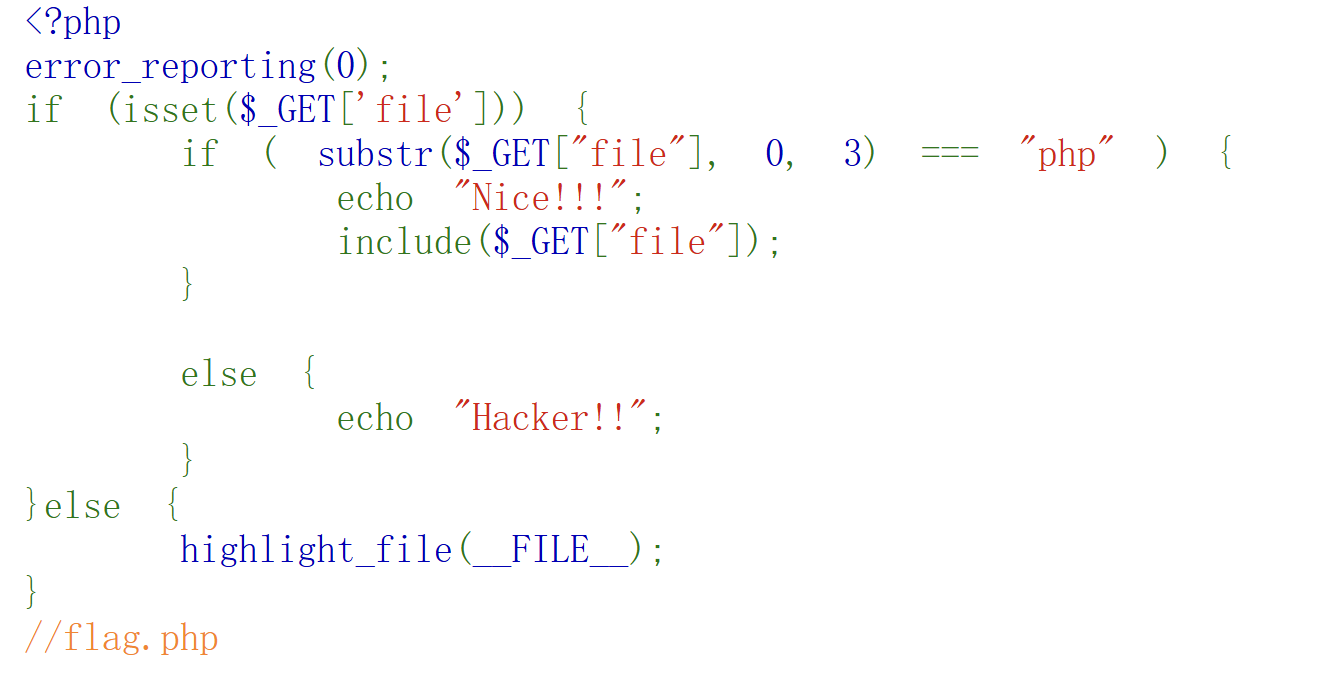 <?php
error_reporting(0);
if (isset($_GET['file'])) {
if ( substr($_GET["file"], 0, 3) === "php" ) {
echo "Nice!!!";
include($_GET["file"]);
}
else {
echo "Hacker!!";
}
}else {
highlight_file(__FILE__);
}
//flag.php